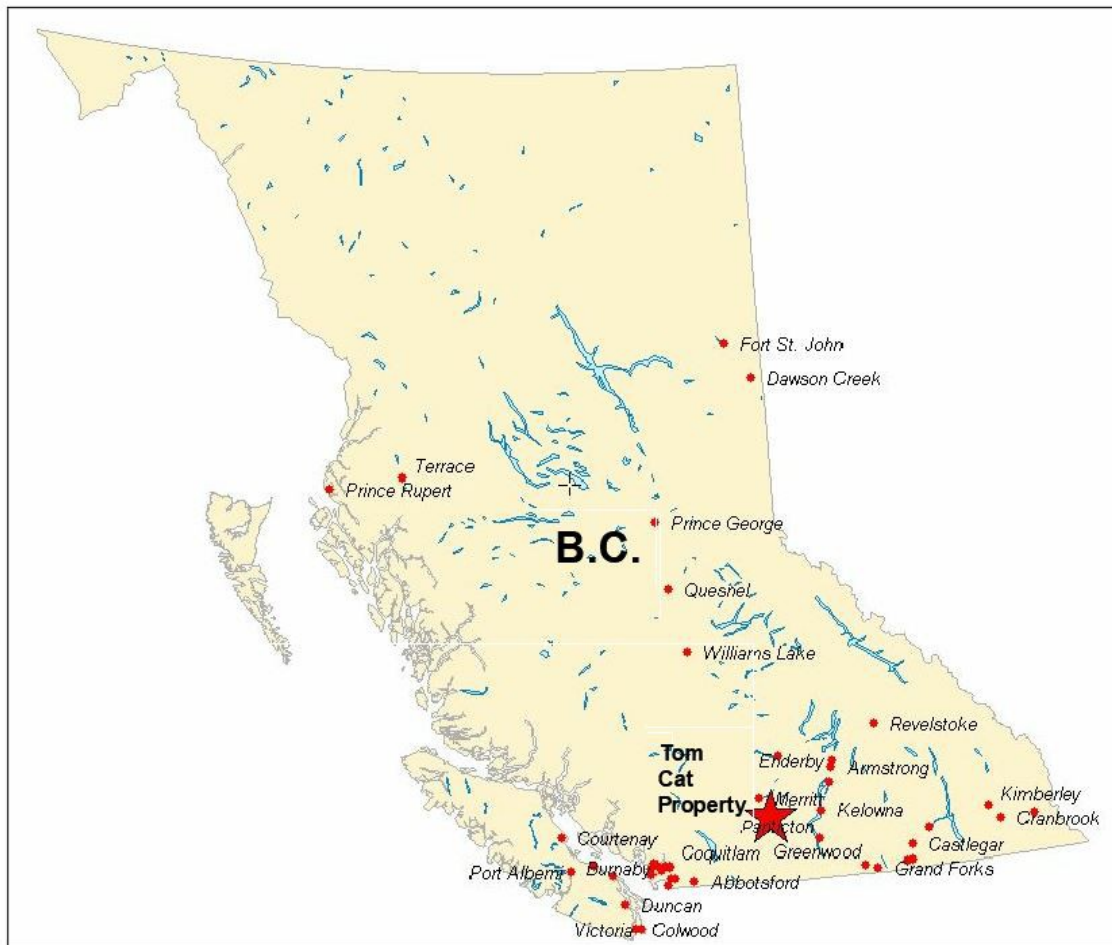 Fort St. John
Dawson Creek
Terrace
Prince Rupert
Prince George
B.C.
Quesnel
Williams Lake
Revelstoke
Tom
Cat
Property
Enderby
Armstrong
Merritt
Kelowna
Kimberley
Cranbrook
Penticton
Courtenay
Coquitlam
Greenwood
Castlegar
Port Alberni
Burnaby
Abbotsford
Grand Forks
Duncan
Victoria
Colwood